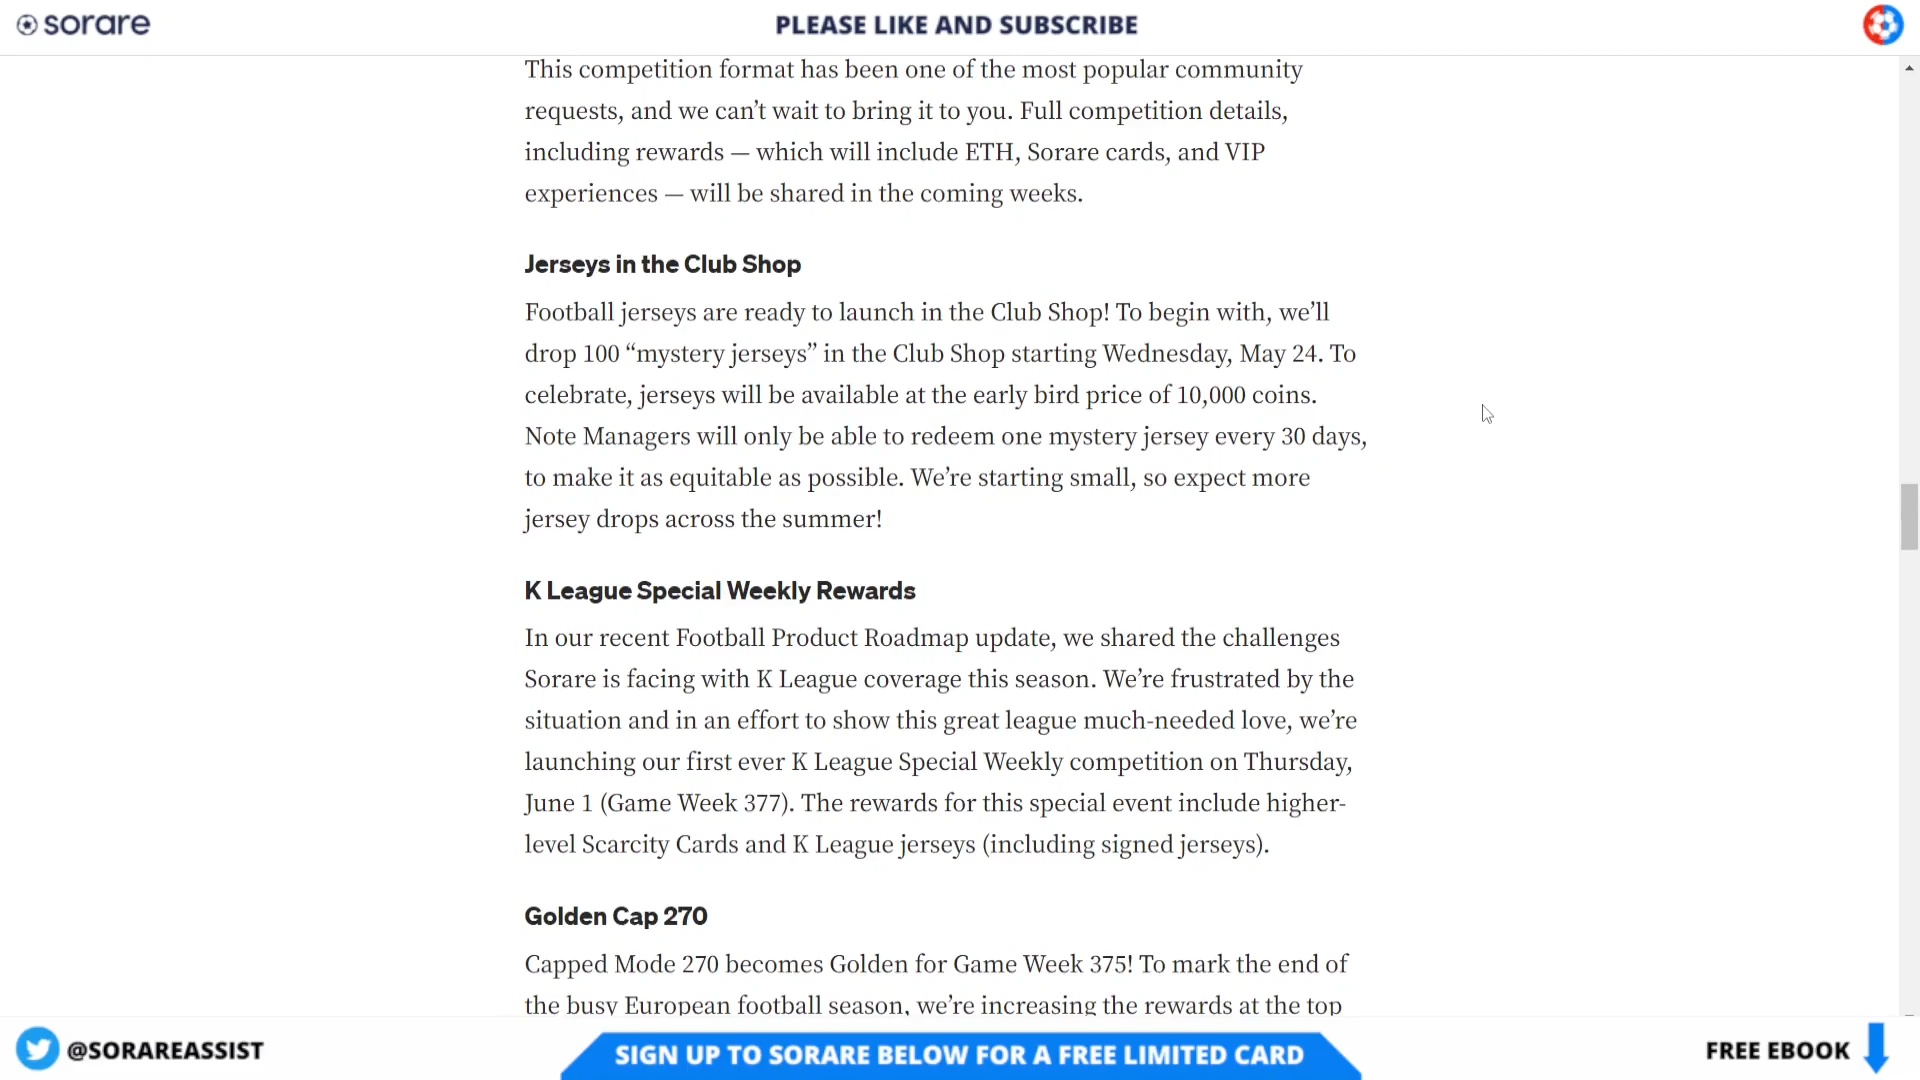 sorare
PLEASE LIKE AND SUBSCRIBE
This competition format has been one of the most popular community
requests, and we can’t wait to bring it to you. Full competition details,
including rewards — which will include ETH, Sorare cards, and VIP
experiences — will be shared in the coming weeks.
Jerseys in the Club Shop
Football jerseys are ready to launch in the Club Shop! To begin with, we’ll
drop 100 “mystery jerseys” in the Club Shop starting Wednesday, May 24. To
celebrate, jerseys will be available at the early bird price of 10,000 coins.
Note Managers will only be able to redeem one mystery jersey every 30 days,
to make it as equitable as possible. We’re starting small, so expect more
jersey drops across the summer!
K League Special Weekly Rewards
In our recent Football Product Roadmap update, we shared the challenges
Sorare is facing with K League coverage this season. We’re frustrated by the
situation and in an effort to show this great league much-needed love, we’re
launching our first ever K League Special Weekly competition on Thursday,
June 1 (Game Week 377). The rewards for this special event include higher-
level Scarcity Cards and K League jerseys (including signed jerseys).
Golden Cap 270
Capped Mode 270 becomes Golden for Game Week 375! To mark the end of
the busy European football season, we’re increasing the rewards at the top
@SORAREASSIST
SIGN UP TO SORARE BELOW FOR A FREE LIMITED CARD
FREE EBOOK